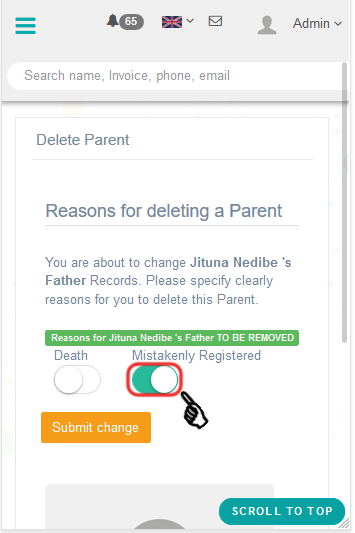 65
Admin
Search name, Invoice, phone, email
Delete Parent
Reasons for deleting a Parent
You are about to change Jituna Nedibe 's
Father Records. Please specify clearly
reasons for you to delete this Parent.
Reasons for Jituna Nedibe 's Father TO BE REMOVED
Death Mistakenly Registered
Submit change
SCROLL TO TOP